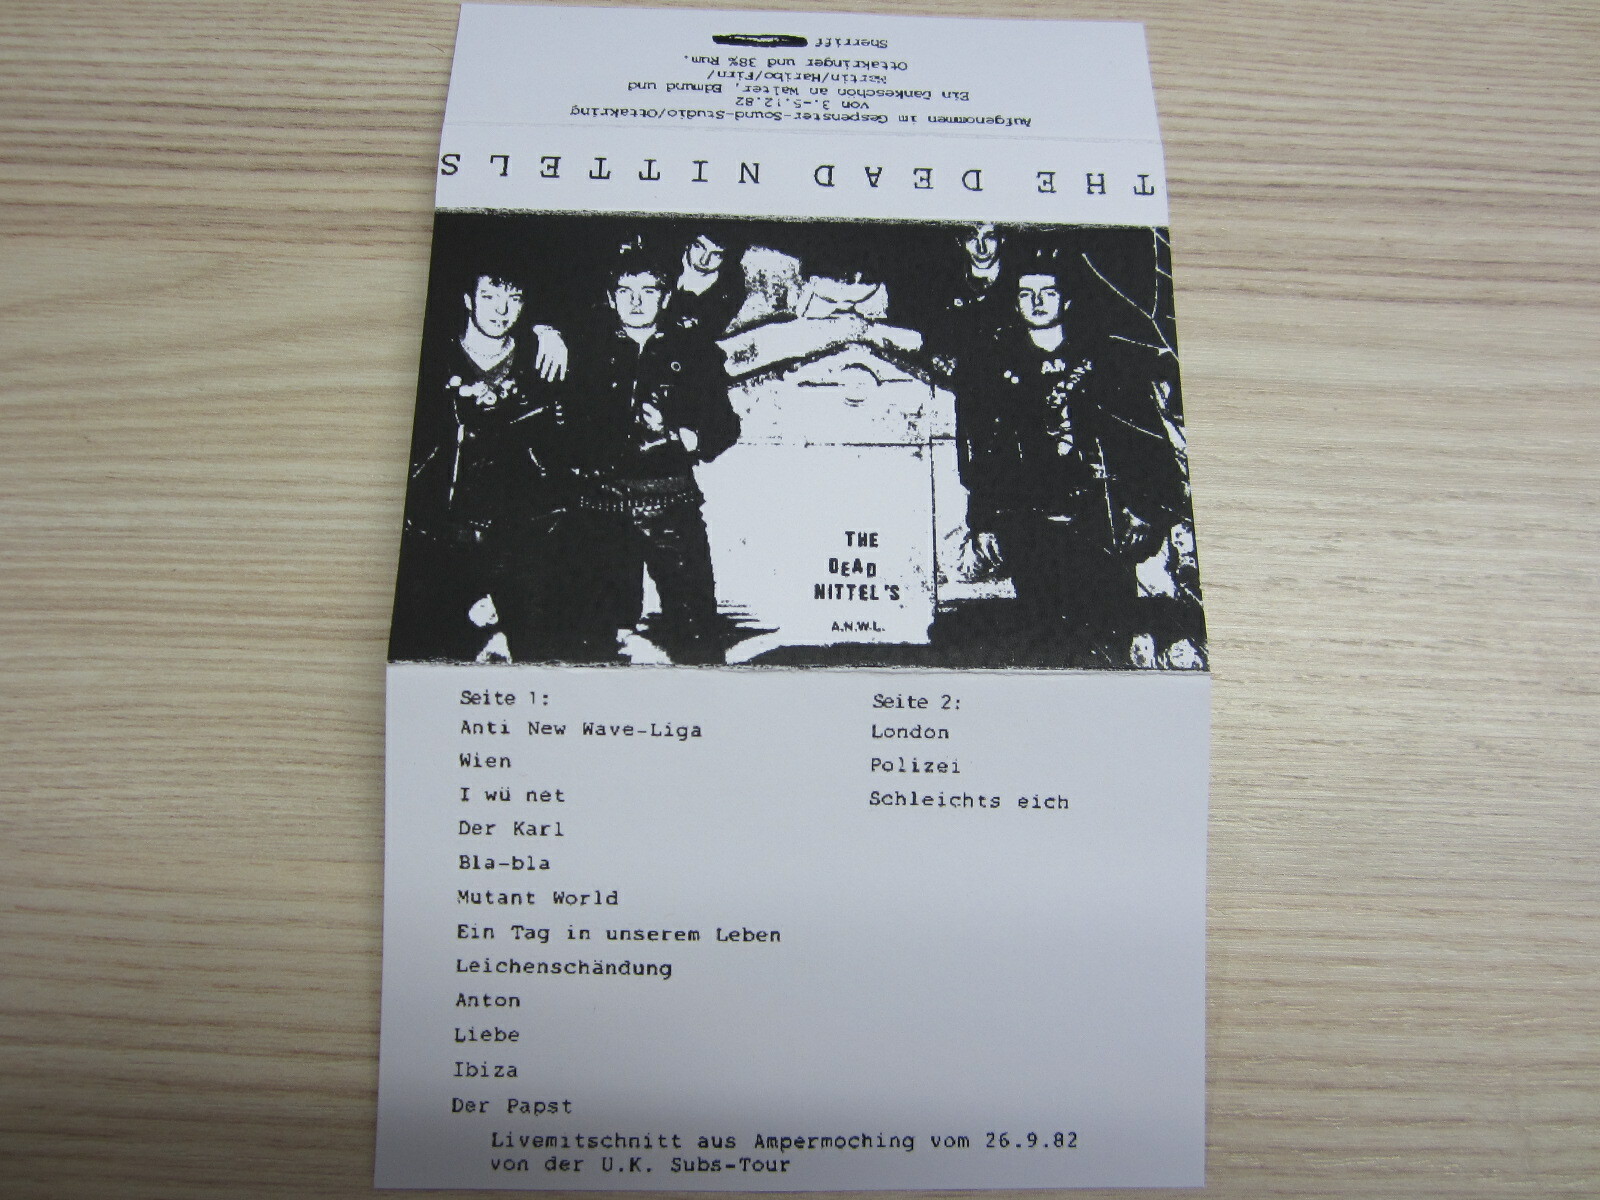 Aufgenommen im Gespenster-Sound-Studio/Ottakring
von 3.-5.12.82
Ein Dankeschön an Walter, Edmund und
Martin/Haribo/Firn/
Ottakringer und 38% Rum.
Sherriff
THE DEAD NITTELS
THE
DEAD
NITTEL'S
A.N.W.L.
Seite 1:
Anti New Wave-Liga
Wien
I wü net
Der Karl
Bla-bla
Mutant World
Ein Tag in unserem Leben
Leichenschändung
Anton
Liebe
Ibiza
Der Papst
Seite 2:
London
Polizei
Schleichts eich
Livemitschnitt aus Ampermoching vom 26.9.82
von der U.K. Subs-Tour